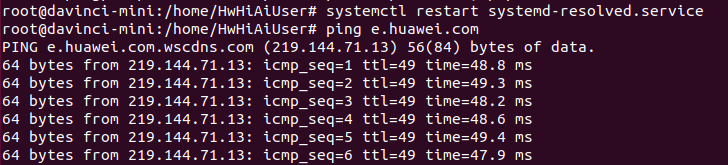 root@davinci-mini:/home/HwHiAiUser# systemctl restart systemd-resolved.service
root@davinci-mini:/home/HwHiAiUser# ping e.huawei.com
PING e.huawei.com.wscdns.com (219.144.71.13) 56(84) bytes of data.
64 bytes from 219.144.71.13: icmp_seq=1 ttl=49 time=48.8 ms
64 bytes from 219.144.71.13: icmp_seq=2 ttl=49 time=49.3 ms
64 bytes from 219.144.71.13: icmp_seq=3 ttl=49 time=48.2 ms
64 bytes from 219.144.71.13: icmp_seq=4 ttl=49 time=48.6 ms
64 bytes from 219.144.71.13: icmp_seq=5 ttl=49 time=49.4 ms
64 bytes from 219.144.71.13: icmp_seq=6 ttl=49 time=47.9 ms